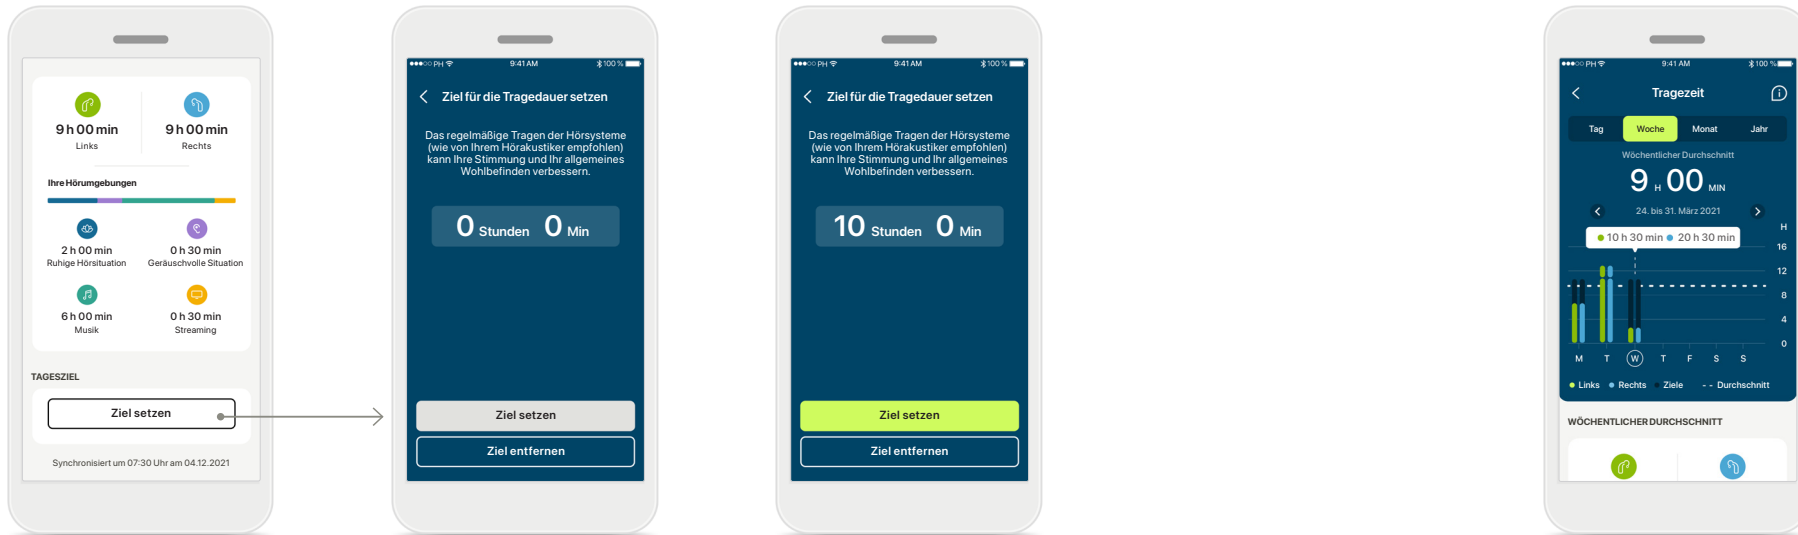 9 h 00 min
Links
9 h 00 min
Rechts
Ihre Hörumgebungen
2 h 00 min
Ruhige Hörsituation
0 h 30 min
Geräuschvolle Situation
6 h 00 min
Musik
0 h 30 min
Streaming
TAGESZIEL
Ziel setzen
Synchronisiert um 07:30 Uhr am 04.12.2021
PH 9:41 AM 100 %
Ziel für die Tragedauer setzen
Das regelmäßige Tragen der Hörsysteme
(wie von Ihrem Hörakustiker empfohlen)
kann Ihre Stimmung und Ihr allgemeines
Wohlbefinden verbessern.
0 Stunden 0 Min
Ziel setzen
Ziel entfernen
PH 9:41 AM 100 %
Ziel für die Tragedauer setzen
Das regelmäßige Tragen der Hörsysteme
(wie von Ihrem Hörakustiker empfohlen)
kann Ihre Stimmung und Ihr allgemeines
Wohlbefinden verbessern.
10 Stunden 0 Min
Ziel setzen
Ziel entfernen
PH 9:41 AM 100 %
Tragezeit
Tag Woche Monat Jahr
Wöchentlicher Durchschnitt
9 H 00 MIN
24. bis 31. März 2021
H
10 h 30 min 20 h 30 min
16
12
8
4
0
M T W T F S S
Links Rechts Ziele - - Durchschnitt
WÖCHENTLICHER DURCHSCHNITT